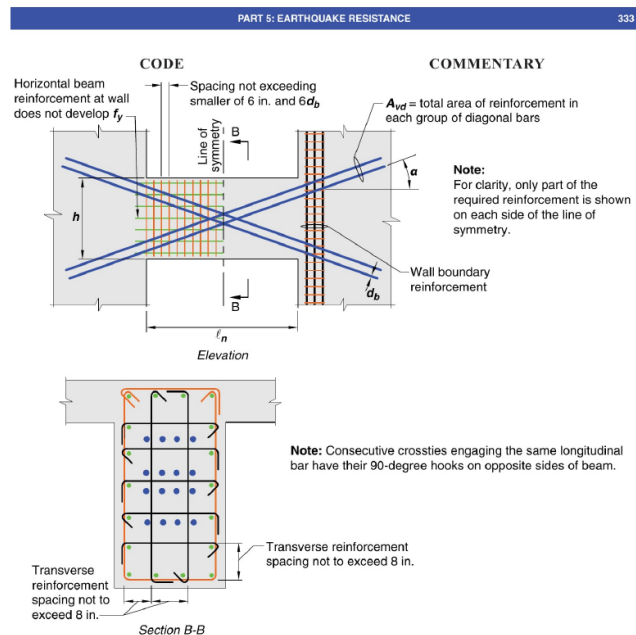 PART 5: EARTHQUAKE RESISTANCE 333
CODE
COMMENTARY
Horizontal beam
reinforcement at wall
does not develop fy
Spacing not exceeding
smaller of 6 in. and 6db
Line of
symmetry
B
Avd = total area of reinforcement in
each group of diagonal bars
α
Note:
For clarity, only part of the
required reinforcement is shown
on each side of the line of
symmetry.
h
Wall boundary
reinforcement
db
B
ℓn
Elevation
Note: Consecutive crossties engaging the same longitudinal
bar have their 90-degree hooks on opposite sides of beam.
Transverse reinforcement
spacing not to exceed 8 in.
Transverse
reinforcement
spacing not to
exceed 8 in.
Section B-B